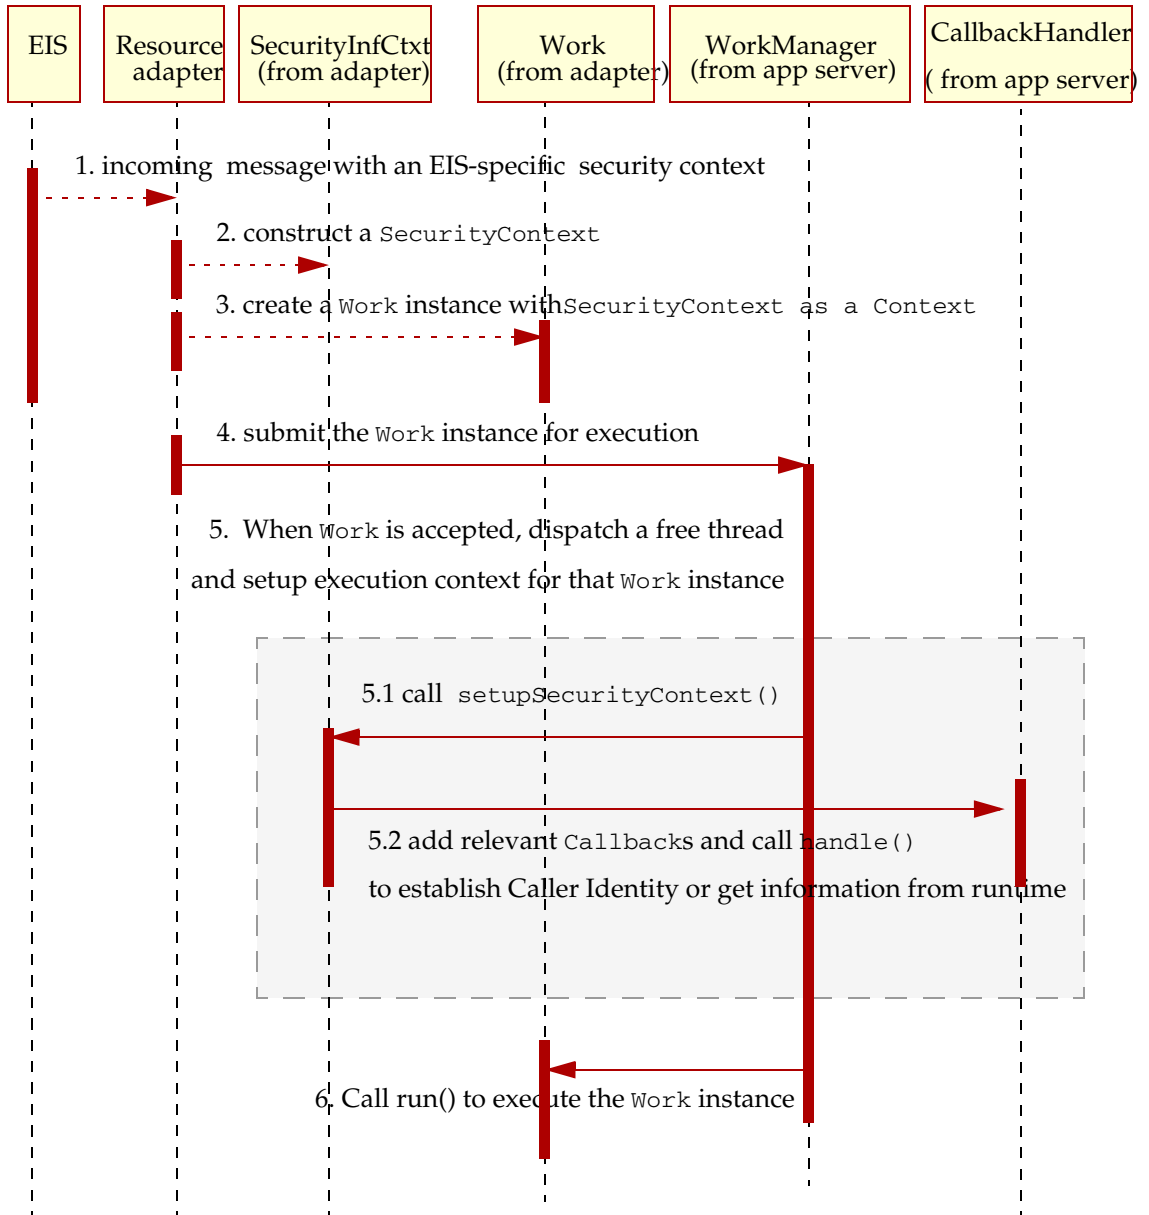 EIS
Resource
adapter
SecurityInfCtxt
(from adapter)
Work
(from adapter)
WorkManager
(from app server)
CallbackHandler
( from app server)
1. incoming  message with an EIS-specific  security context
2. construct a SecurityContext
3. create a Work instance withSecurityContext as a Context
4. submit the Work instance for execution
5.  When Work is accepted, dispatch a free thread
and setup execution context for that Work instance
5.1 call  setupSecurityContext()
5.2 add relevant Callbacks and call handle()
to establish Caller Identity or get information from runtime
6. Call run() to execute the Work instance